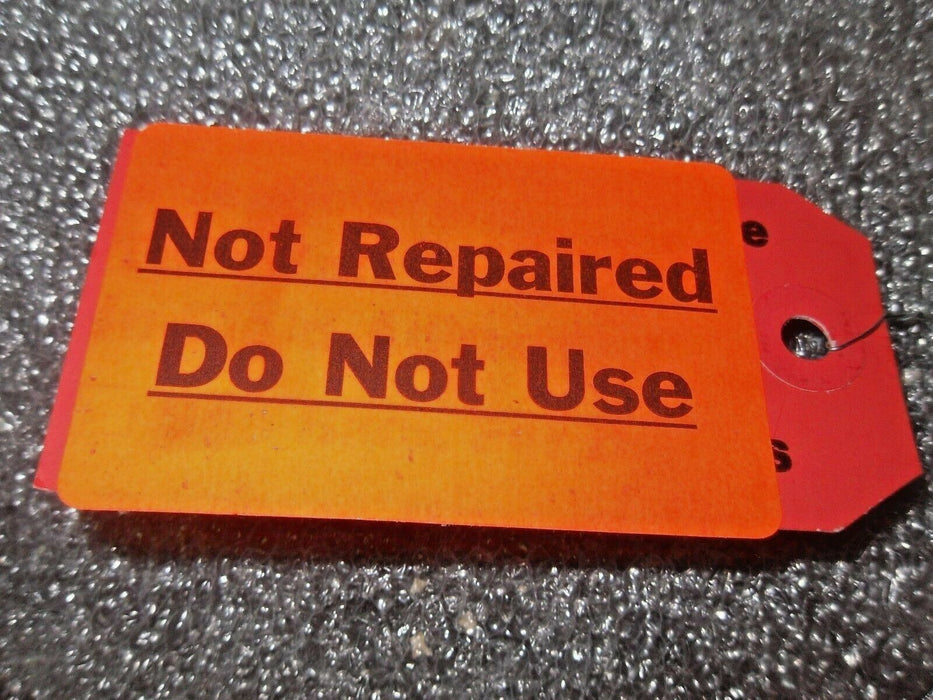 Not Repaired
Do Not Use
e
s